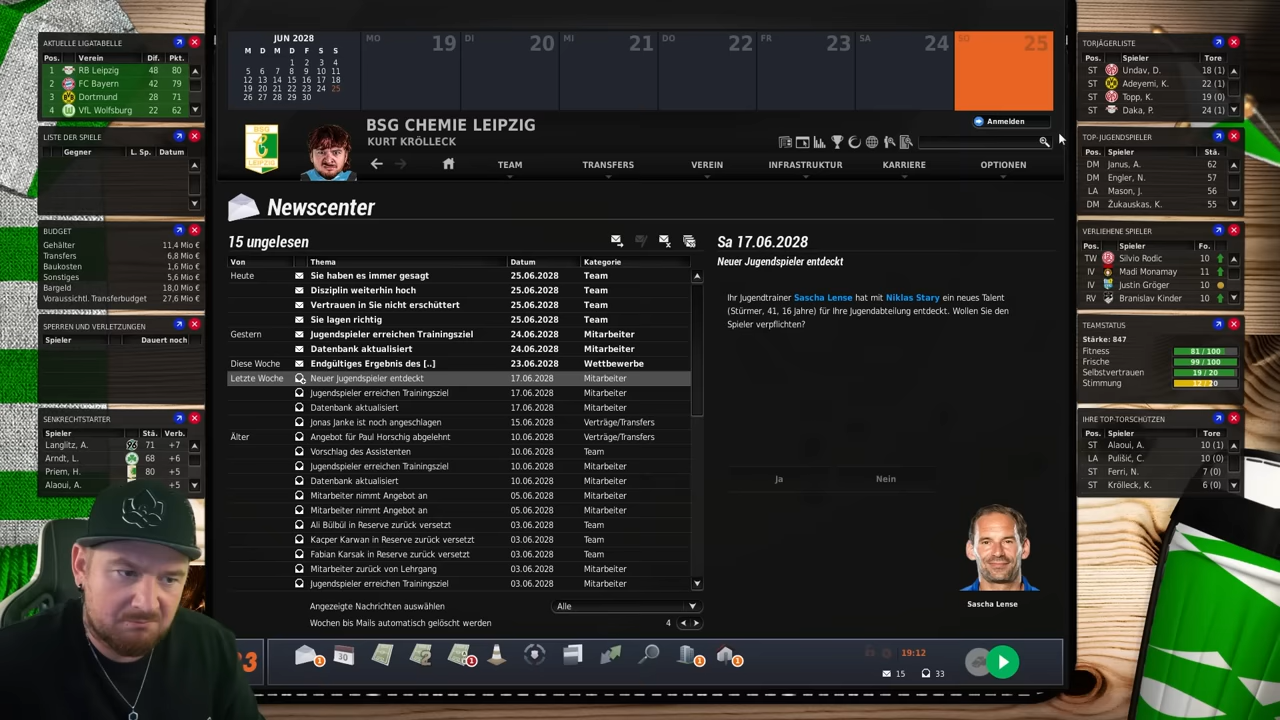 AKTUELLE LIGATABELLE
Pos. Verein Dif. Pkt.
1 RB Leipzig 48 80
2 FC Bayern 42 79
3 Dortmund 28 71
4 VfL Wolfsburg 22 62
LISTE DER SPIELE
Gegner L. Sp. Datum
BUDGET
Gehälter 11,4 Mio €
Transfers 6,8 Mio €
Baukosten 1,6 Mio €
Sonstiges 5,6 Mio €
Bargeld 18,0 Mio €
Voraussichtl. Transferbudget 27,6 Mio €
SPERREN UND VERLETZUNGEN
Spieler Dauert noch
SENKRECHTSTARTER
Spieler Stä. Verb.
Langlitz, A. 71 +7
Arndt, L. 68 +6
Priem, H. 80 +5
Alaoui, A. +5
JUN 2028
M D M D F S S
1 2 3 4
5 6 7 8 9 10 11
12 13 14 15 16 17 18
19 20 21 22 23 24 25
26 27 28 29 30
MO 19
DI 20
MI 21
DO 22
FR 23
SA 24
SO 25
Anmelden
BSG
LEIPZIG
BSG CHEMIE LEIPZIG
KURT KRÖLLECK
TEAM TRANSFERS VEREIN INFRASTRUKTUR KARRIERE OPTIONEN
Newscenter
15 ungelesen
Von Thema Datum Kategorie
Heute Sie haben es immer gesagt 25.06.2028 Team
Disziplin weiterhin hoch 25.06.2028 Team
Vertrauen in Sie nicht erschüttert 25.06.2028 Team
Sie lagen richtig 25.06.2028 Team
Gestern Jugendspieler erreichen Trainingsziel 24.06.2028 Mitarbeiter
Datenbank aktualisiert 24.06.2028 Mitarbeiter
Diese Woche Endgültiges Ergebnis des [..] 23.06.2028 Wettbewerbe
Letzte Woche Neuer Jugendspieler entdeckt 17.06.2028 Mitarbeiter
Jugendspieler erreichen Trainingsziel 17.06.2028 Mitarbeiter
Datenbank aktualisiert 17.06.2028 Mitarbeiter
Jonas Janke ist noch angeschlagen 15.06.2028 Verträge/Transfers
Älter Angebot für Paul Horschig abgelehnt 10.06.2028 Verträge/Transfers
Vorschlag des Assistenten 10.06.2028 Team
Jugendspieler erreichen Trainingsziel 10.06.2028 Mitarbeiter
Datenbank aktualisiert 10.06.2028 Mitarbeiter
Mitarbeiter nimmt Angebot an 05.06.2028 Mitarbeiter
Mitarbeiter nimmt Angebot an 05.06.2028 Mitarbeiter
Ali Bülbül in Reserve zurück versetzt 03.06.2028 Team
Kacper Karwan in Reserve zurück versetzt 03.06.2028 Team
Fabian Karsak in Reserve zurück versetzt 03.06.2028 Team
Mitarbeiter zurück von Lehrgang 03.06.2028 Mitarbeiter
Jugendspieler erreichen Trainingsziel 03.06.2028 Mitarbeiter
Angezeigte Nachrichten auswählen Alle
Wochen bis Mails automatisch gelöscht werden 4
Sa 17.06.2028
Neuer Jugendspieler entdeckt
Ihr Jugendtrainer Sascha Lense hat mit Niklas Stary ein neues Talent
(Stürmer, 41, 16 Jahre) für Ihre Jugendabteilung entdeckt. Wollen Sie den
Spieler verpflichten?
Ja Nein
Sascha Lense
3
1 30 2 1 1 1
19:12
15 33
TORJÄGERLISTE
Pos. Spieler Tore
ST Undav, D. 18 (1)
ST Adeyemi, K. 22 (1)
ST Topp, K. 19 (0)
ST Daka, P. 24 (1)
TOP-JUGENDSPIELER
Pos. Spieler Stä.
DM Janus, A. 62
DM Engler, N. 57
LA Mason, J. 56
DM Žukauskas, K. 55
VERLIEHENE SPIELER
Pos. Spieler Fo.
TW Silvio Rodic 10
IV Madi Monamay 11
IV Justin Gröger 10
RV Branislav Kinder 10
TEAMSTATUS
Stärke: 847
Fitness 81 / 100
Frische 99 / 100
Selbstvertrauen 19 / 20
Stimmung 12 / 20
IHRE TOP-TORSCHÜTZEN
Pos. Spieler Tore
ST Alaoui, A. 10 (1)
LA Pulišić, C. 10 (0)
ST Ferri, N. 7 (0)
ST Krölleck, K. 6 (0)